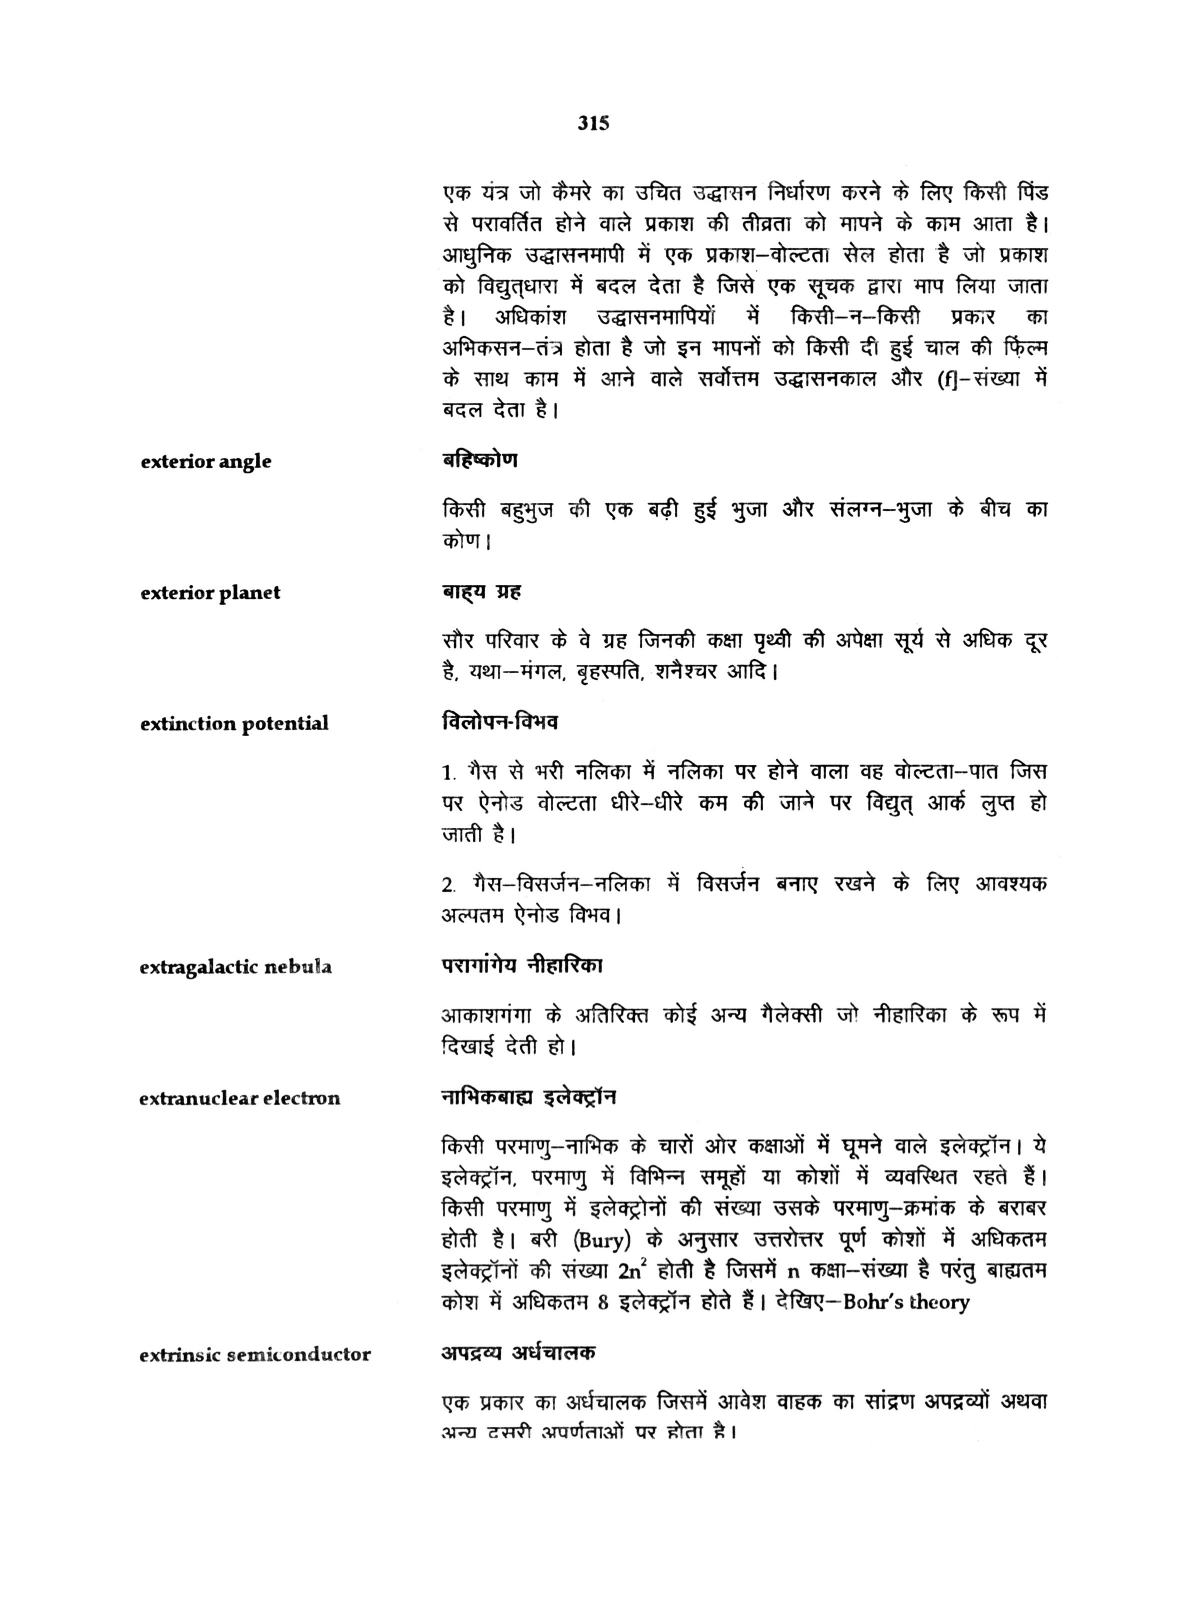 315
एक यंत्र जो कैमरे का उचित उद्भासन निर्धारण करने के लिए किसी पिंड
से परावर्तित होने वाले प्रकाश की तीव्रता को मापने के काम आता है।
आधुनिक उद्भासनमापी में एक प्रकाश–वोल्टता सेल होता है जो प्रकाश
को विद्युत्धारा में बदल देता है जिसे एक सूचक द्वारा माप लिया जाता
है। अधिकांश उद्भासनमापियों में किसी–न–किसी प्रकार का
अभिकसन–तंत्र होता है जो इन मापनों को किसी दी हुई चाल की फिल्म
के साथ काम में आने वाले सर्वोत्तम उद्भासनकाल और (f]–संख्या में
बदल देता है।
exterior angle बहिष्कोण
किसी बहुभुज की एक बढ़ी हुई भुजा और संलग्न–भुजा के बीच का
कोण।
exterior planet बाह्य ग्रह
सौर परिवार के वे ग्रह जिनकी कक्षा पृथ्वी की अपेक्षा सूर्य से अधिक दूर
है, यथा–मंगल, बृहस्पति, शनैश्चर आदि।
extinction potential विलोपन-विभव
1. गैस से भरी नलिका में नलिका पर होने वाला वह वोल्टता–पात जिस
पर ऐनोड वोल्टता धीरे–धीरे कम की जाने पर विद्युत् आर्क लुप्त हो
जाती है।
2. गैस–विसर्जन–नलिका में विसर्जन बनाए रखने के लिए आवश्यक
अल्पतम ऐनोड विभव।
extragalactic nebula परागांगेय नीहारिका
आकाशगंगा के अतिरिक्त कोई अन्य गैलेक्सी जो नीहारिका के रूप में
दिखाई देती हो।
extranuclear electron नाभिकबाह्य इलेक्ट्रॉन
किसी परमाणु–नाभिक के चारों ओर कक्षाओं में घूमने वाले इलेक्ट्रॉन। ये
इलेक्ट्रॉन, परमाणु में विभिन्न समूहों या कोशों में व्यवस्थित रहते हैं।
किसी परमाणु में इलेक्ट्रोनों की संख्या उसके परमाणु–क्रमांक के बराबर
होती है। बरी (Bury) के अनुसार उत्तरोत्तर पूर्ण कोशों में अधिकतम
इलेक्ट्रॉनों की संख्या 2n² होती है जिसमें n कक्षा–संख्या है परंतु बाह्यतम
कोश में अधिकतम 8 इलेक्ट्रॉन होते हैं। देखिए–Bohr's theory
extrinsic semiconductor अपद्रव्य अर्धचालक
एक प्रकार का अर्धचालक जिसमें आवेश वाहक का सांद्रण अपद्रव्यों अथवा
अन्य दूसरी अपूर्णताओं पर होता है।